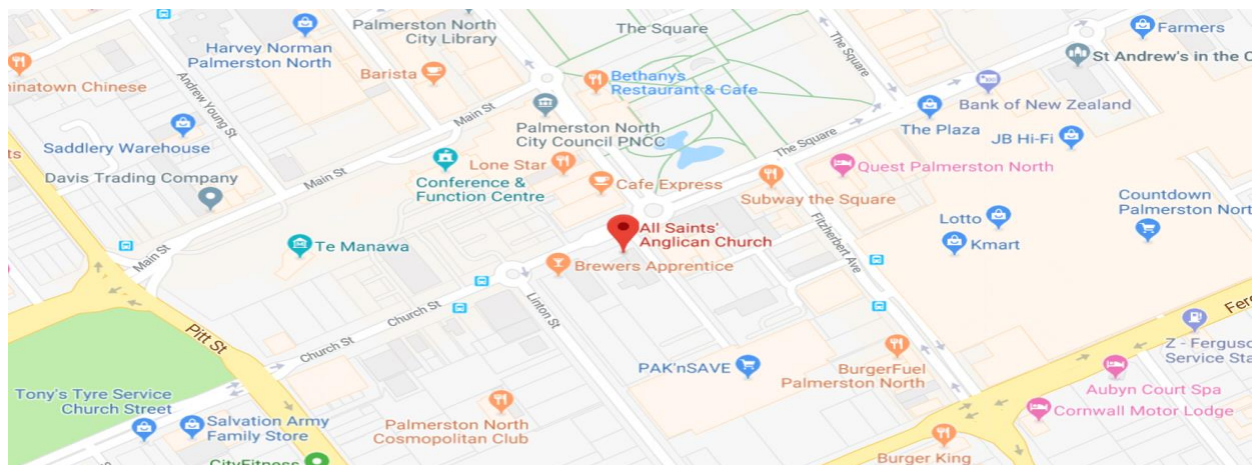 Palmerston North
City Library
The Square
Farmers
Harvey Norman
Palmerston North
St Andrew's in the C
Barista
The Square
Bethanys
Restaurant & Cafe
hinatown Chinese
Andrew Young St
Main St
Bank of New Zealand
Palmerston North
City Council PNCC
The Plaza
JB Hi-Fi
Saddlery Warehouse
The Square
Lone Star
Quest Palmerston North
Davis Trading Company
Main St
Conference &
Function Centre
Cafe Express
Subway the Square
Countdown
Palmerston Nort
Lotto
All Saints'
Anglican Church
Fitzherbert Ave
Kmart
Te Manawa
Main St
Brewers Apprentice
Linton St
Church St
Fer
Pitt St
Church St
Z - Fergus
Service Sta
PAK'nSAVE
BurgerFuel
Palmerston North
Aubyn Court Spa
Tony's Tyre Service
Church Street
Cornwall Motor Lodge
Salvation Army
Family Store
Palmerston North
Cosmopolitan Club
Burger King
CityFitness